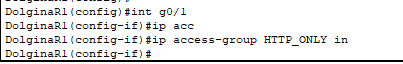 DolginaR1(config)#int g0/1
DolginaR1(config-if)#ip acc
DolginaR1(config-if)#ip access-group HTTP_ONLY in
DolginaR1(config-if)#